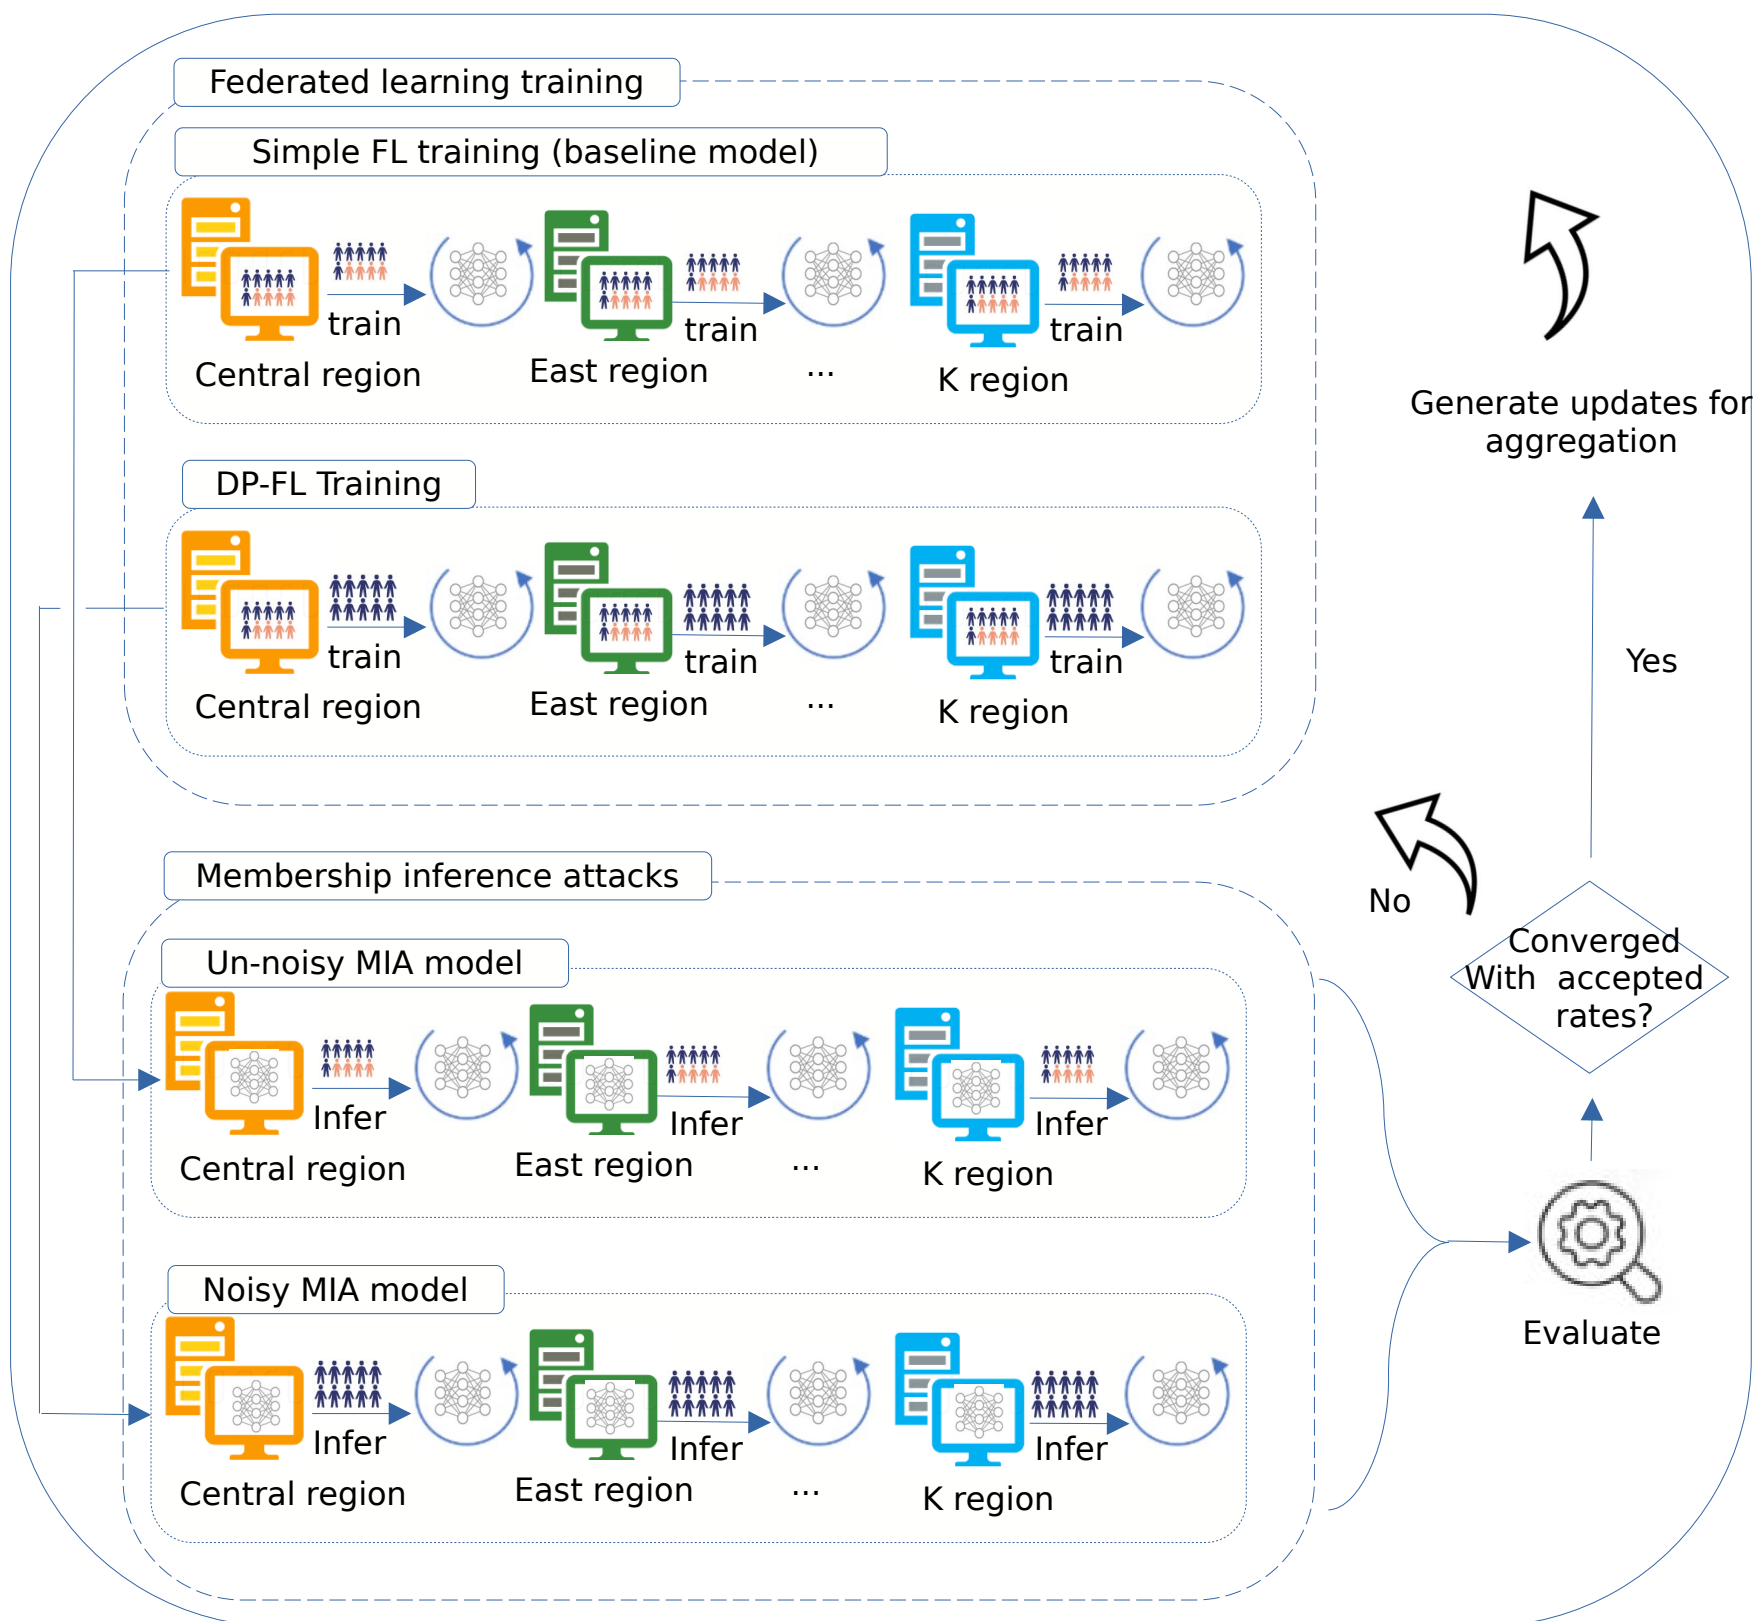 Federated learning training
Simple FL training (baseline model)
train
train
train
Central region
East region
...
K region
DP-FL Training
train
train
train
Central region
East region
...
K region
Membership inference attacks
Un-noisy MIA model
Infer
Infer
Infer
Central region
East region
...
K region
Noisy MIA model
Infer
Infer
Infer
Central region
East region
...
K region
Evaluate
Converged
With accepted
rates?
No
Yes
Generate updates for
aggregation